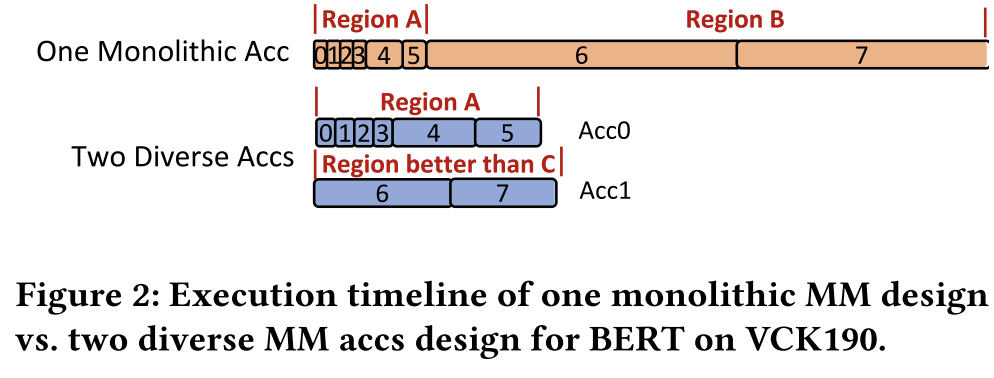 Region A Region B
One Monolithic Acc 0 1 2 3 4 5 6 7
Region A
0 1 2 3 4 5 Acc0
Two Diverse Accs
Region better than C
6 7 Acc1
Figure 2: Execution timeline of one monolithic MM design
vs. two diverse MM accs design for BERT on VCK190.